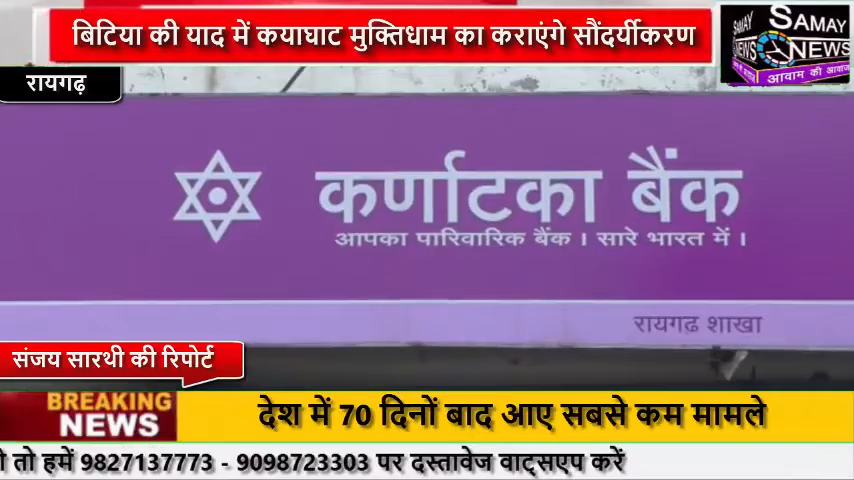 बिटिया की याद में कयाघाट मुक्तिधाम का कराएंगे सौंदर्यीकरण
SAMAY NEWS
SAMAY NEWS
आवाम की आवाज
रायगढ़
कर्णाटका बैंक
आपका पारिवारिक बैंक । सारे भारत में ।
रायगढ शाखा
संजय सारथी की रिपोर्ट
BREAKING NEWS
देश में 70 दिनों बाद आए सबसे कम मामले
तो हमें 9827137773 - 9098723303 पर दस्तावेज वाट्सएप करें